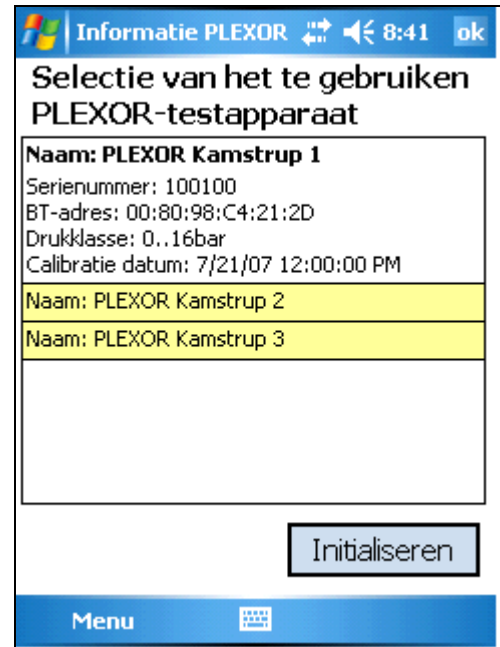 Informatie PLEXOR 8:41 ok
Selectie van het te gebruiken
PLEXOR-testapparaat
Naam: PLEXOR Kamstrup 1
Serienummer: 100100
BT-adres: 00:80:98:C4:21:2D
Drukklasse: 0..16bar
Calibratie datum: 7/21/07 12:00:00 PM
Naam: PLEXOR Kamstrup 2
Naam: PLEXOR Kamstrup 3
Initialiseren
Menu